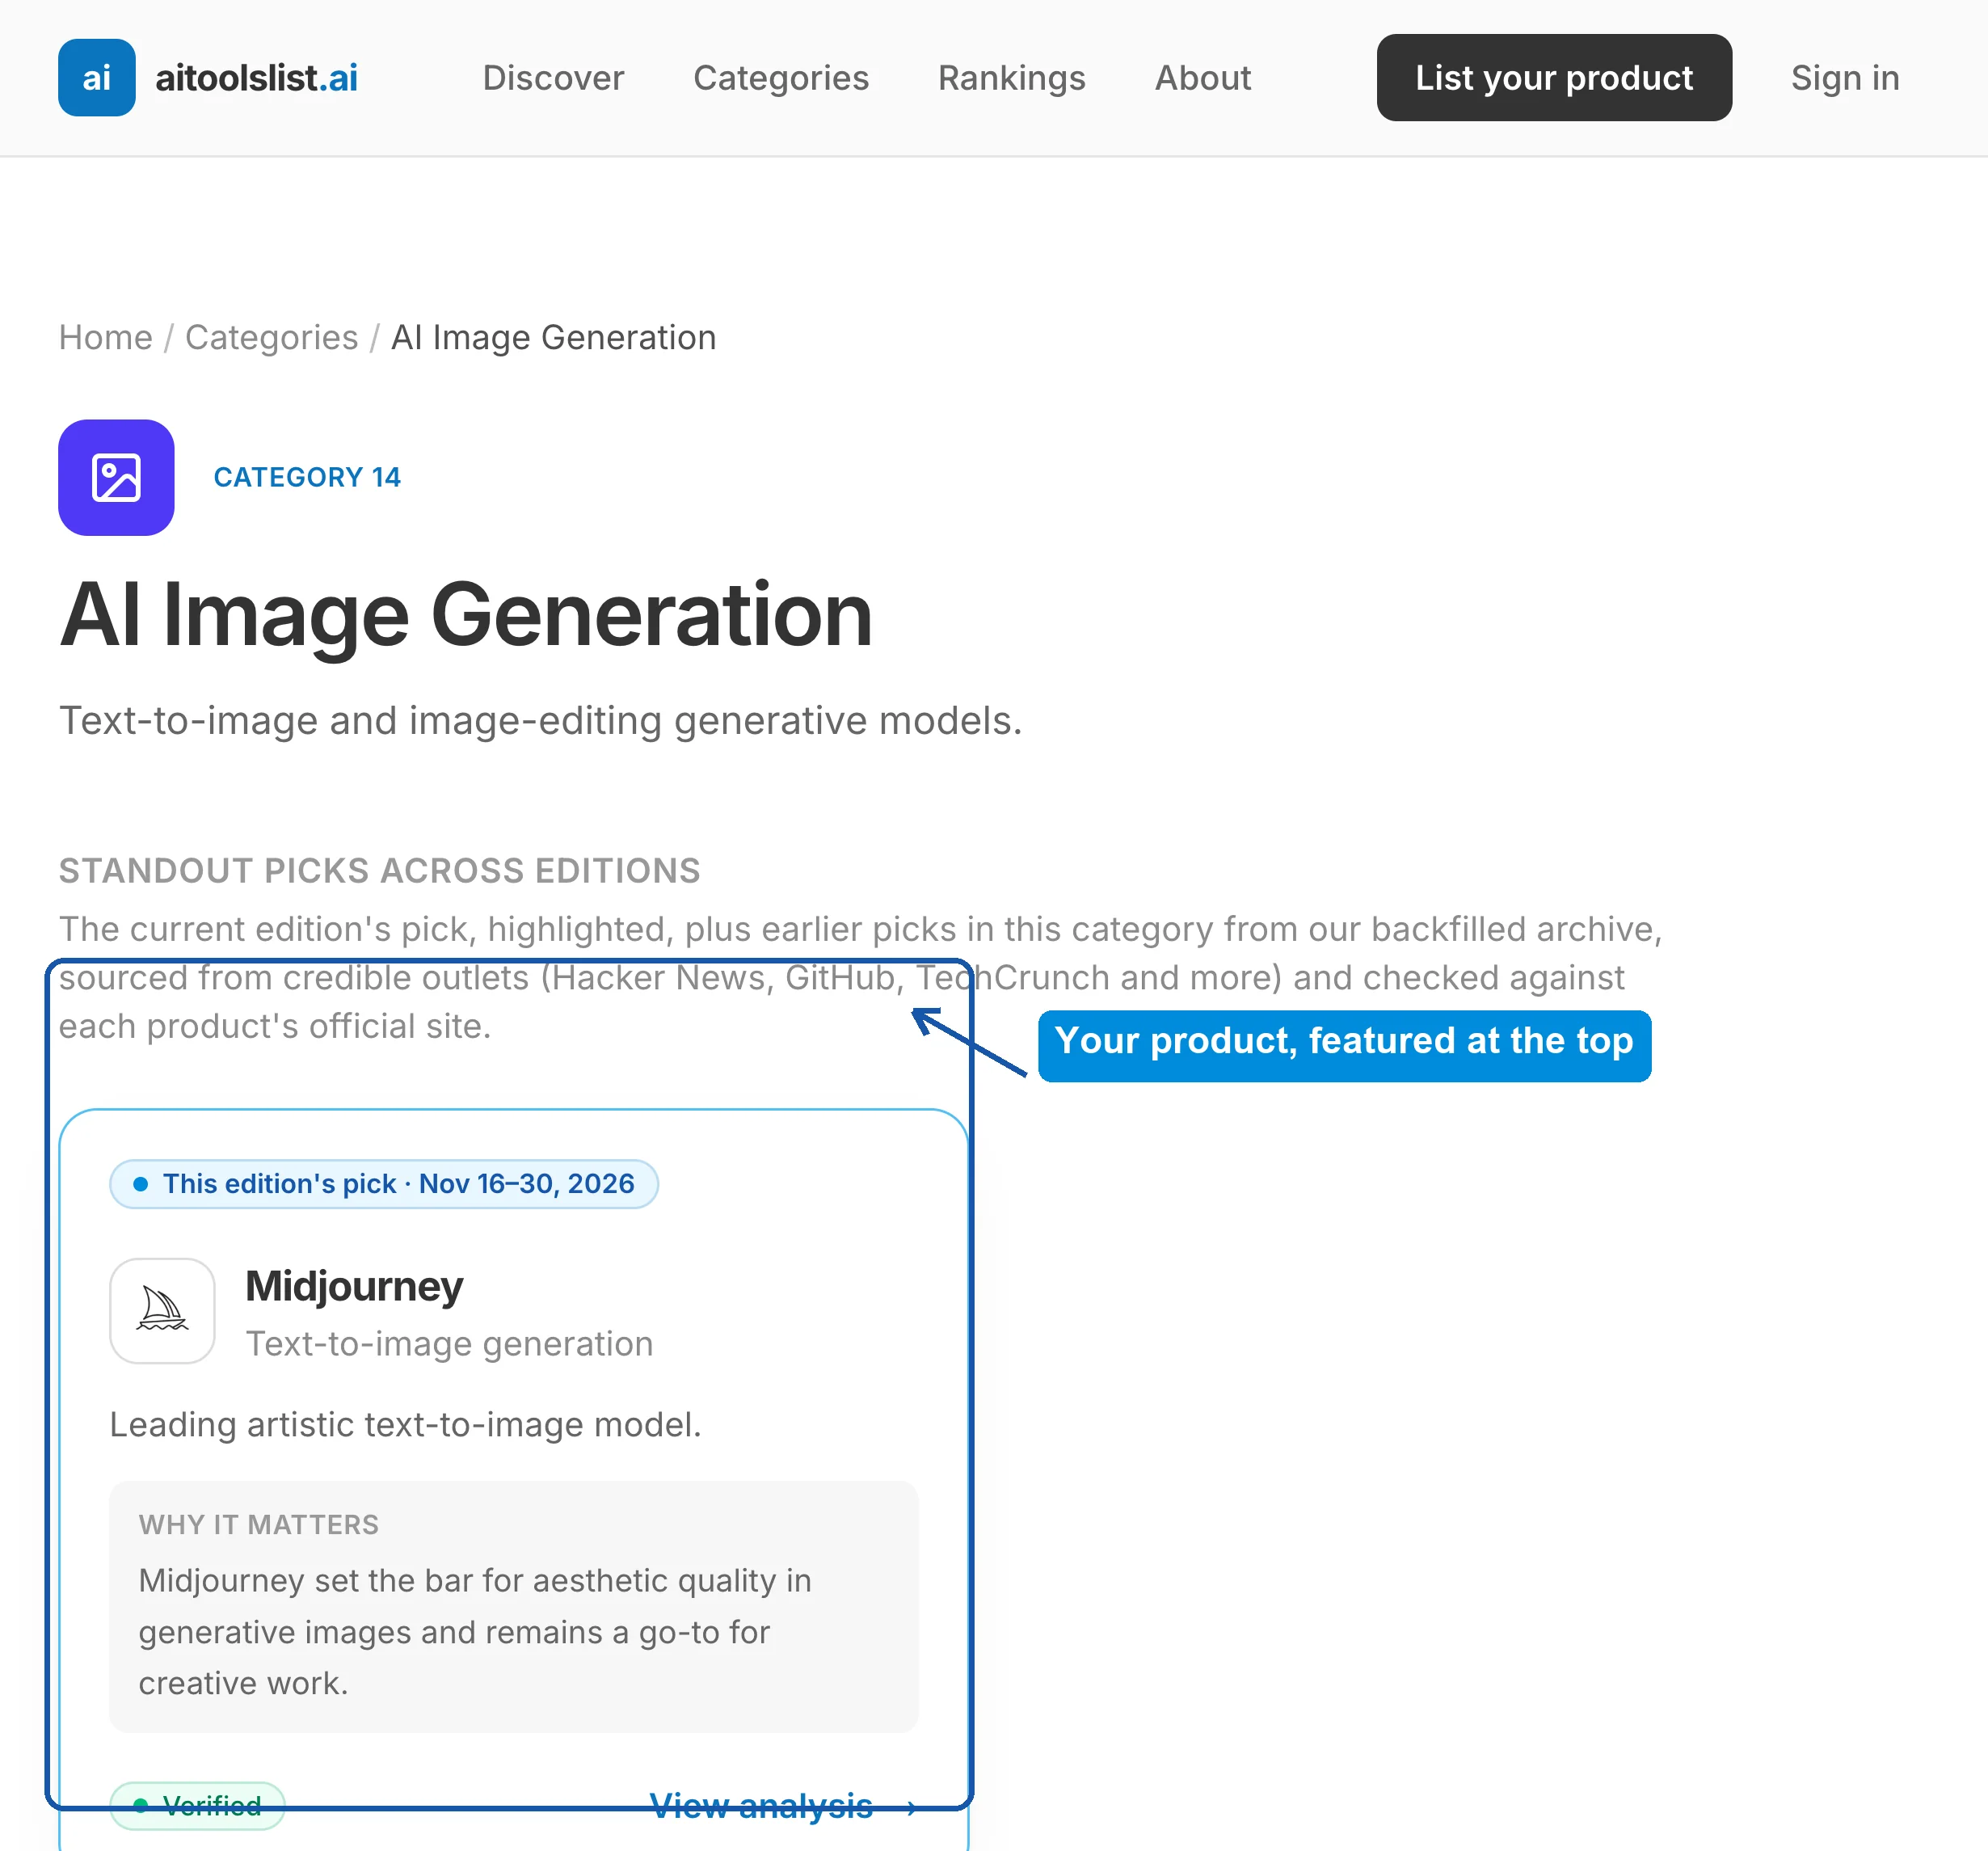 ai aitoolslist.ai Discover Categories Rankings About List your product Sign in
Home / Categories / AI Image Generation
CATEGORY 14
AI Image Generation
Text-to-image and image-editing generative models.
STANDOUT PICKS ACROSS EDITIONS
The current edition's pick, highlighted, plus earlier picks in this category from our backfilled archive,
sourced from credible outlets (Hacker News, GitHub, TechCrunch and more) and checked against
each product's official site.
Your product, featured at the top
This edition's pick · Nov 16–30, 2026
Midjourney
Text-to-image generation
Leading artistic text-to-image model.
WHY IT MATTERS
Midjourney set the bar for aesthetic quality in
generative images and remains a go-to for
creative work.
Verified View analysis →